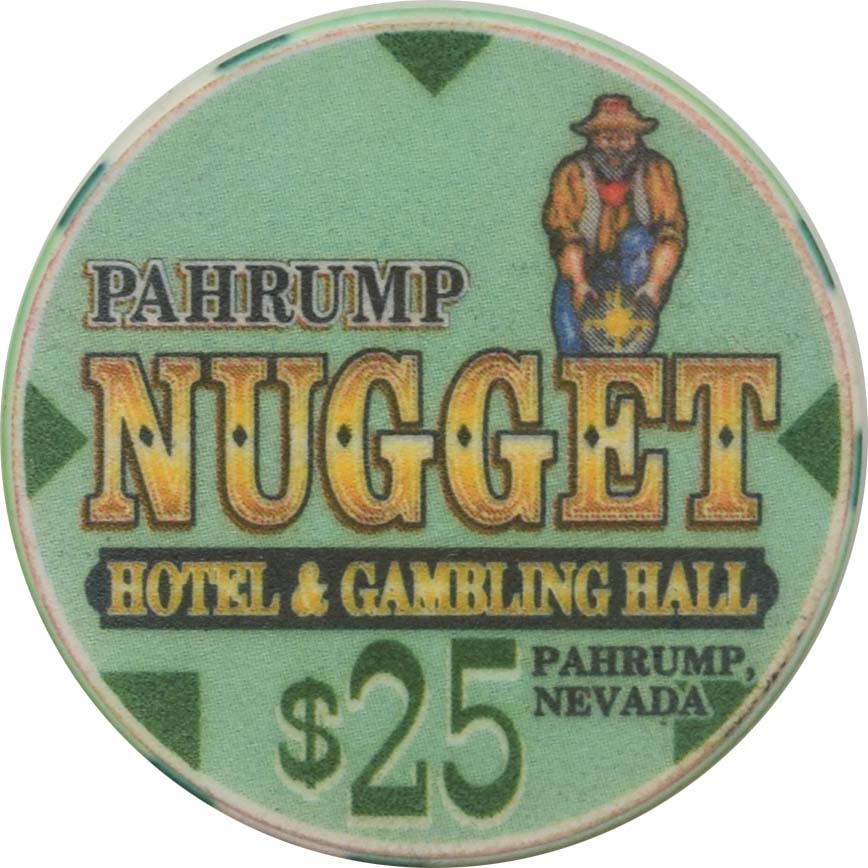 PAHRUMP
NUGGET
HOTEL & GAMBLING HALL
$25
PAHRUMP,
NEVADA